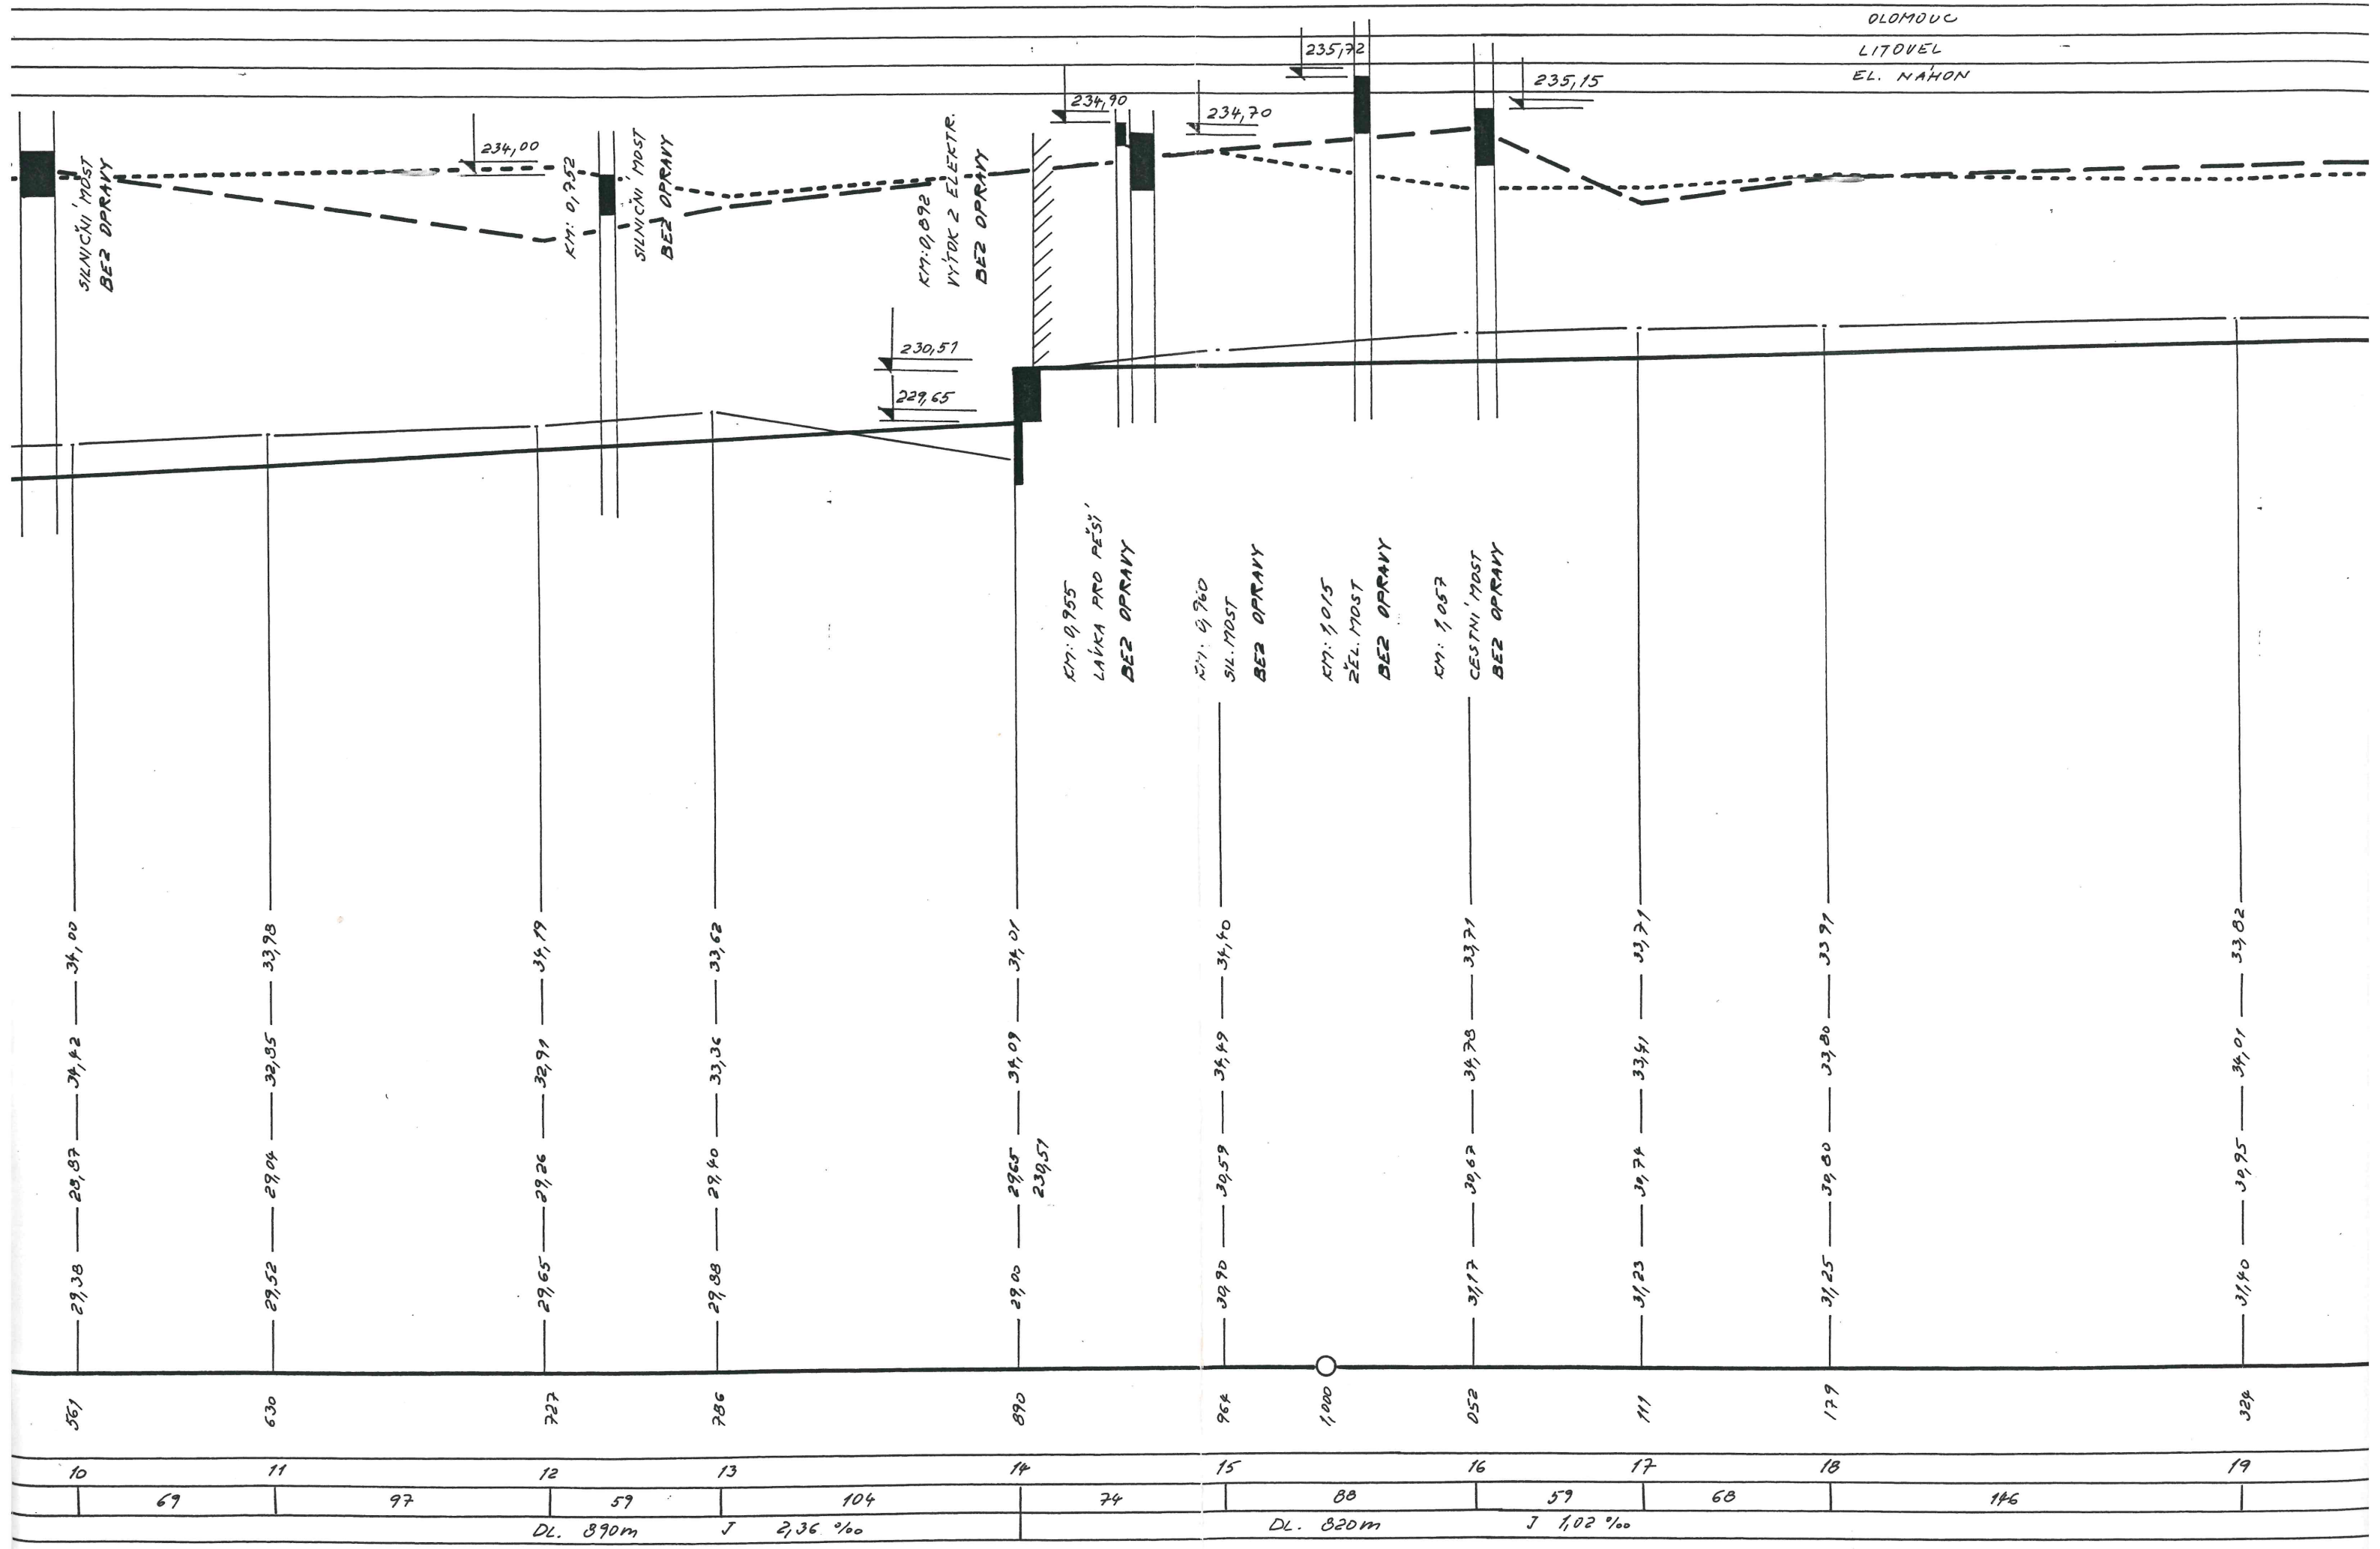 OLOMOUC
LITOVEL
EL. NÁHON
235,72
235,15
234,90
234,70
234,00
SILNIČNÍ MOST
BEZ OPRAVY
KM: 0,752
SILNIČNÍ MOST
BEZ OPRAVY
KM: 0,892
VÝTOK Z ELEKTR.
BEZ OPRAVY
230,51
229,65
KM: 0,955
LÁVKA PRO PĚŠÍ
BEZ OPRAVY
KM: 0,960
SIL. MOST
BEZ OPRAVY
KM: 1,015
ŽEL. MOST
BEZ OPRAVY
KM: 1,057
CESTNÍ MOST
BEZ OPRAVY
34,00 33,98 34,19 33,62 34,01 34,40 33,71 33,71 33 91 33,82
34,42 32,85 32,91 33,36 34,09 34,49 34,78 33,41 33,80 34,01
28,87 29,04 29,26 29,40 29,65 30,59 30,67 30,74 30,80 30,95
230,51
29,38 29,52 29,65 29,88 29,00 30,90 31,17 31,23 31,25 31,40
561 630 727 786 890 964 1,000 052 111 179 324
10 11 12 13 14 15 16 17 18 19
69 97 59 104 74 88 59 68 146
DL. 890m J 2,36 ‰ DL. 820m J 1,02 ‰